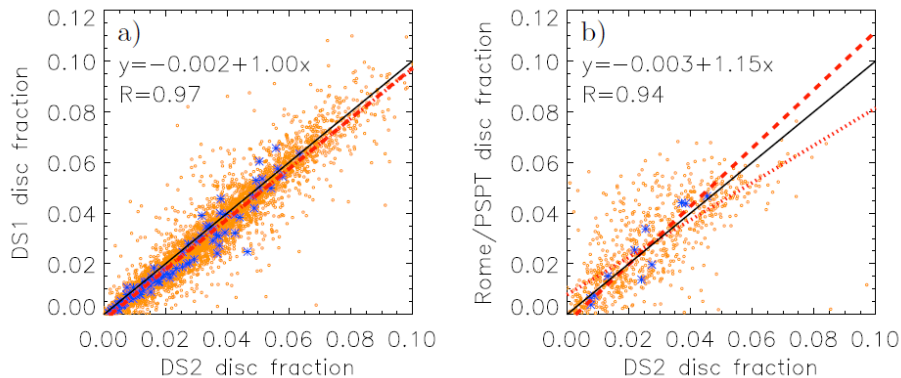 a)
y=−0.002+1.00x
R=0.97
DS1 disc fraction
0.12
0.10
0.08
0.06
0.04
0.02
0.00
0.00 0.02 0.04 0.06 0.08 0.10
DS2 disc fraction
b)
y=−0.003+1.15x
R=0.94
Rome/PSPT disc fraction
0.12
0.10
0.08
0.06
0.04
0.02
0.00
0.00 0.02 0.04 0.06 0.08 0.10
DS2 disc fraction